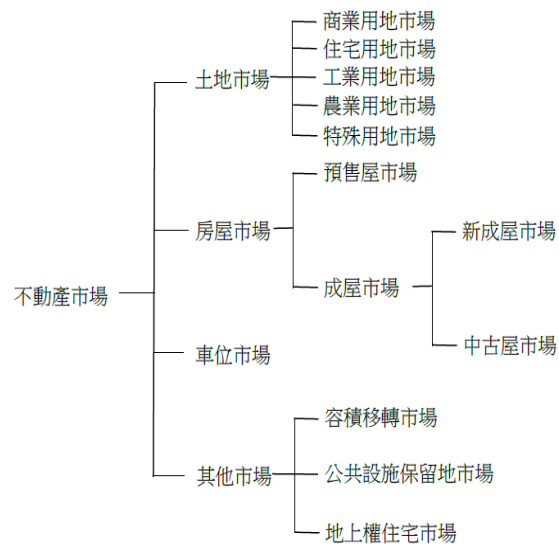 不動產市場
土地市場
商業用地市場
住宅用地市場
工業用地市場
農業用地市場
特殊用地市場
房屋市場
預售屋市場
成屋市場
新成屋市場
中古屋市場
車位市場
其他市場
容積移轉市場
公共設施保留地市場
地上權住宅市場